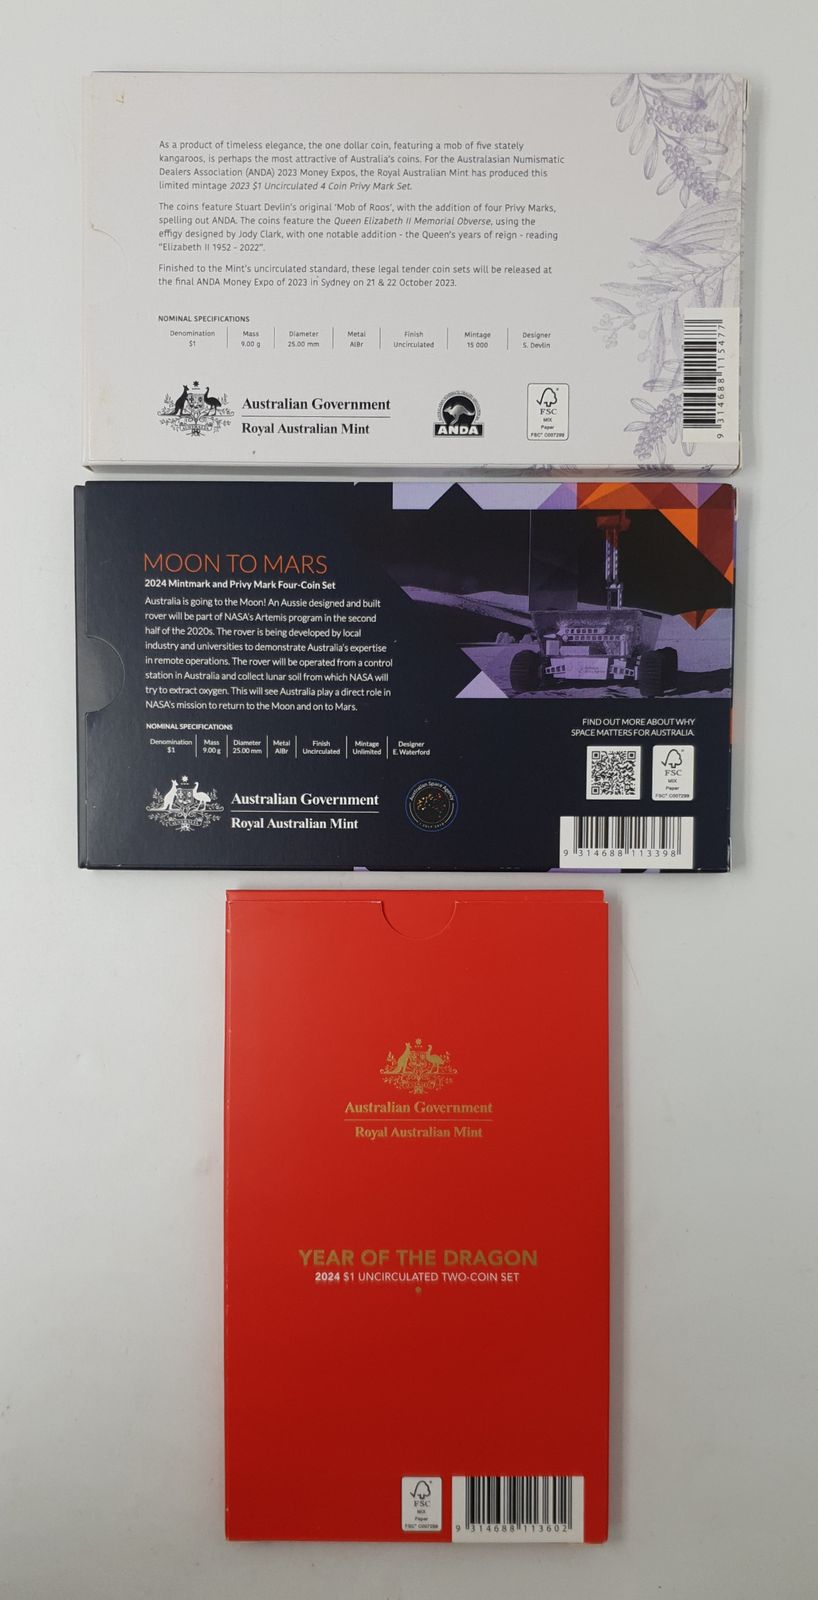 As a product of timeless elegance, the one dollar coin, featuring a mob of five stately
kangaroos, is perhaps the most attractive of Australia's coins. For the Australasian Numismatic
Dealers Association (ANDA) 2023 Money Expos, the Royal Australian Mint has produced this
limited mintage 2023 $1 Uncirculated 4 Coin Privy Mark Set.
The coins feature Stuart Devlin's original 'Mob of Roos', with the addition of four Privy Marks,
spelling out ANDA. The coins feature the Queen Elizabeth II Memorial Obverse, using the
effigy designed by Jody Clark, with one notable addition - the Queen's years of reign - reading
"Elizabeth II 1952 - 2022".
Finished to the Mint's uncirculated standard, these legal tender coin sets will be released at
the final ANDA Money Expo of 2023 in Sydney on 21 & 22 October 2023.
NOMINAL SPECIFICATIONS
Denomination Mass Diameter Metal Finish Mintage Designer
$1 9.00 g 25.00 mm AlBr Uncirculated 15 000 S. Devlin
Australian Government
Royal Australian Mint
ANDA
FSC
MIX
Paper
FSC® C007299
9 314688 115477
MOON TO MARS
2024 Mintmark and Privy Mark Four-Coin Set
Australia is going to the Moon! An Aussie designed and built
rover will be part of NASA's Artemis program in the second
half of the 2020s. The rover is being developed by local
industry and universities to demonstrate Australia's expertise
in remote operations. The rover will be operated from a control
station in Australia and collect lunar soil from which NASA will
try to extract oxygen. This will see Australia play a direct role in
NASA's mission to return to the Moon and on to Mars.
NOMINAL SPECIFICATIONS
Denomination Mass Diameter Metal Finish Mintage Designer
$1 9.00 g 25.00 mm AlBr Uncirculated Unlimited E. Waterford
Australian Government
Royal Australian Mint
Australian Space Agency
FIND OUT MORE ABOUT WHY
SPACE MATTERS FOR AUSTRALIA.
FSC
MIX
Paper
FSC® C007299
9 314688 113398
Australian Government
Royal Australian Mint
YEAR OF THE DRAGON
2024 $1 UNCIRCULATED TWO-COIN SET
FSC
MIX
Paper
FSC® C007299
9 314688 113602